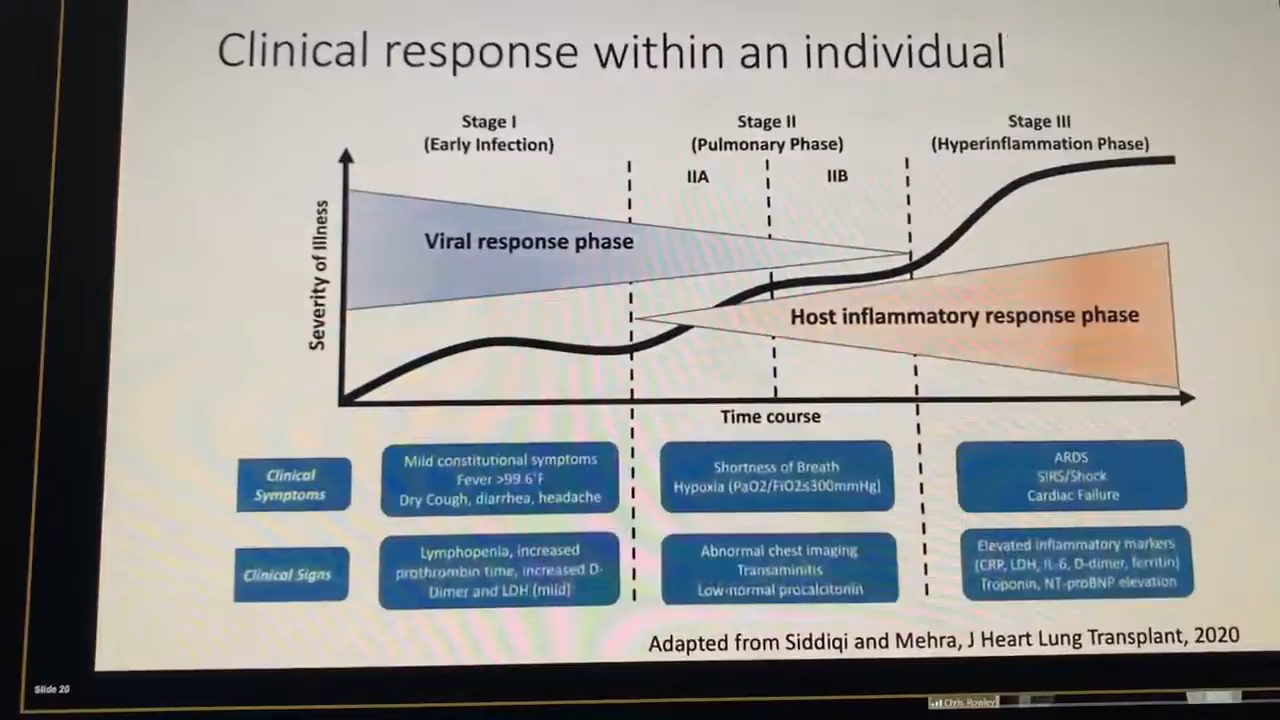 Clinical response within an individual
Stage I
(Early Infection)
Stage II
(Pulmonary Phase)
Stage III
(Hyperinflammation Phase)
IIA
IIB
Severity of Illness
Viral response phase
Host inflammatory response phase
Time course
Clinical
Symptoms
Mild constitutional symptoms
Fever >99.6°F
Dry Cough, diarrhea, headache
Shortness of Breath
Hypoxia (PaO2/FiO2≤300mmHg)
ARDS
SIRS/Shock
Cardiac Failure
Clinical Signs
Lymphopenia, increased
prothrombin time, increased D-
Dimer and LDH (mild)
Abnormal chest imaging
Transaminitis
Low-normal procalcitonin
Elevated inflammatory markers
(CRP, LDH, IL-6, D-dimer, ferritin)
Troponin, NT-proBNP elevation
Adapted from Siddiqi and Mehra, J Heart Lung Transplant, 2020
Slide 20
Chris Rowley